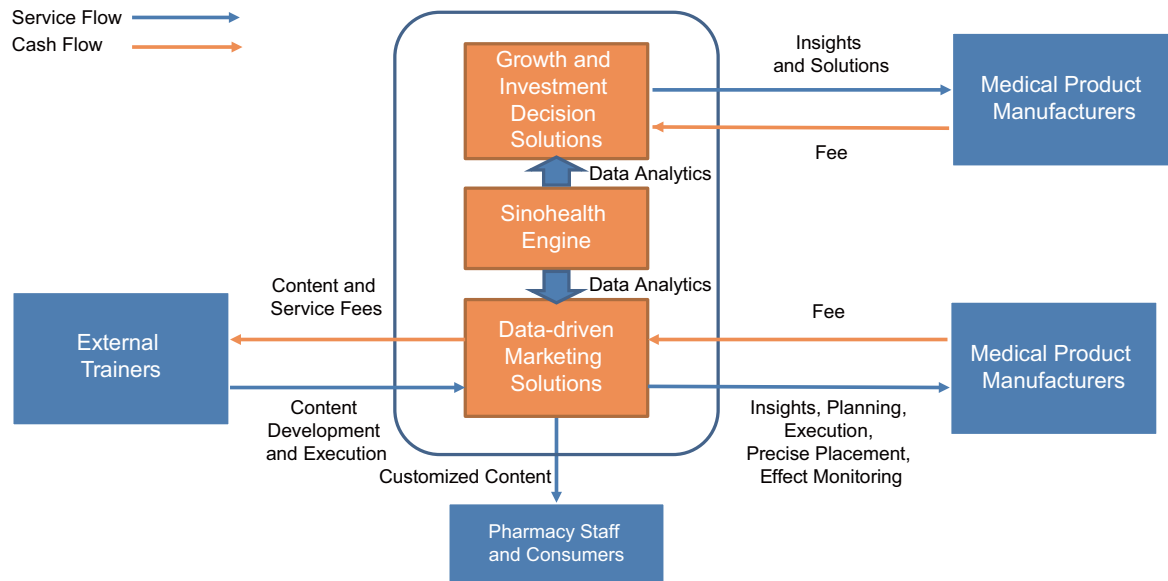 Service Flow
Cash Flow
Growth and
Investment
Decision
Solutions
Insights
and Solutions
Medical Product
Manufacturers
Fee
Data Analytics
Sinohealth
Engine
Data Analytics
Content and
Service Fees
External
Trainers
Data-driven
Marketing
Solutions
Fee
Medical Product
Manufacturers
Content
Development
and Execution
Insights, Planning,
Execution,
Precise Placement,
Effect Monitoring
Customized Content
Pharmacy Staff
and Consumers